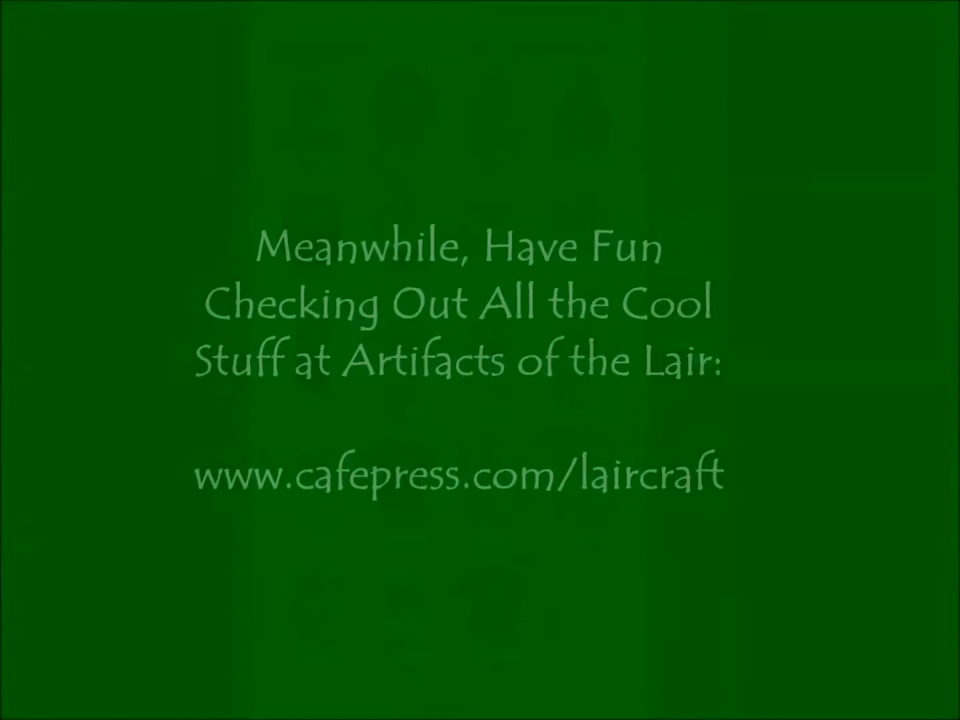 Meanwhile, Have Fun
Checking Out All the Cool
Stuff at Artifacts of the Lair:
www.cafepress.com/laircraft